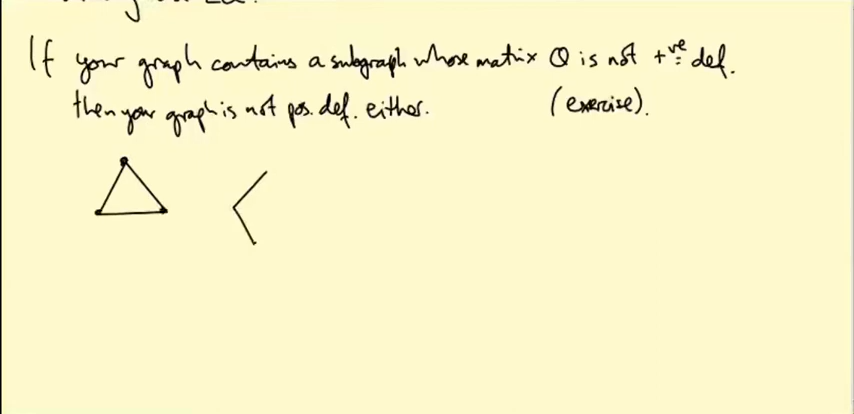 If your graph contains a subgraph whose matrix Q is not +ve def.
then your graph is not pos. def. either. (exercise).